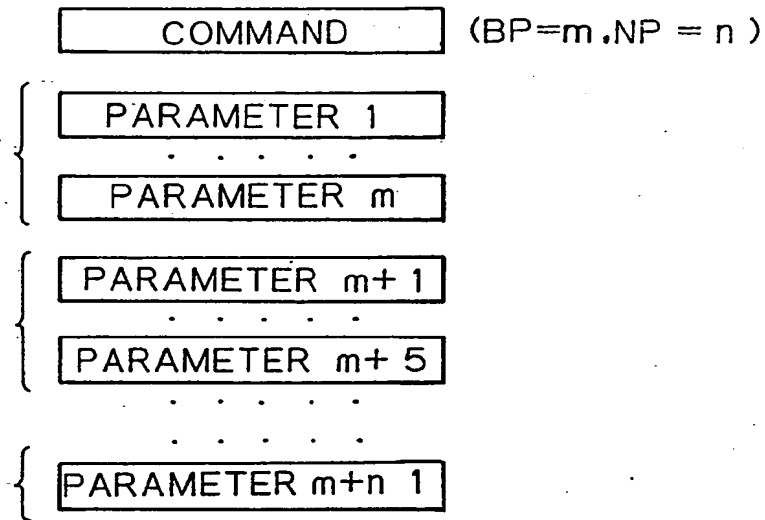 COMMAND (BP=m,NP = n )
PARAMETER 1
. . . . .
PARAMETER m
PARAMETER m+ 1
. . . . .
PARAMETER m+ 5
. . . . .
. . . . .
PARAMETER m+n 1